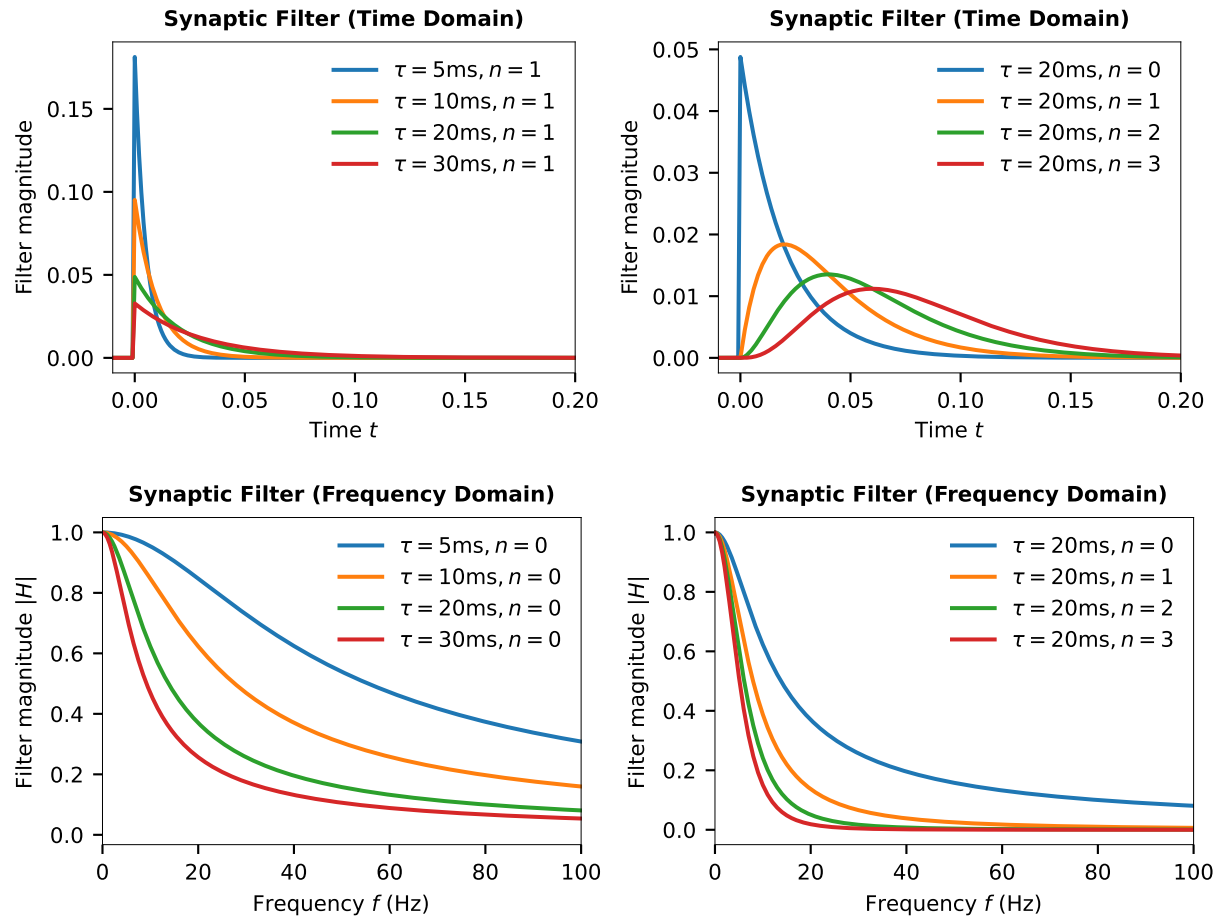 Synaptic Filter (Time Domain)
Filter magnitude
0.15
0.10
0.05
0.00
τ = 5ms, n = 1
τ = 10ms, n = 1
τ = 20ms, n = 1
τ = 30ms, n = 1
0.00 0.05 0.10 0.15 0.20
Time t
Synaptic Filter (Time Domain)
Filter magnitude
0.05
0.04
0.03
0.02
0.01
0.00
τ = 20ms, n = 0
τ = 20ms, n = 1
τ = 20ms, n = 2
τ = 20ms, n = 3
0.00 0.05 0.10 0.15 0.20
Time t
Synaptic Filter (Frequency Domain)
Filter magnitude |H|
1.0
0.8
0.6
0.4
0.2
0.0
τ = 5ms, n = 0
τ = 10ms, n = 0
τ = 20ms, n = 0
τ = 30ms, n = 0
0 20 40 60 80 100
Frequency f (Hz)
Synaptic Filter (Frequency Domain)
Filter magnitude |H|
1.0
0.8
0.6
0.4
0.2
0.0
τ = 20ms, n = 0
τ = 20ms, n = 1
τ = 20ms, n = 2
τ = 20ms, n = 3
0 20 40 60 80 100
Frequency f (Hz)